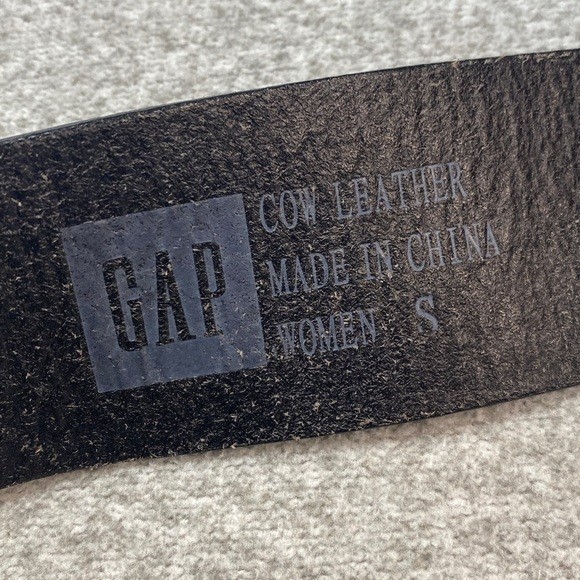 GAP
COW LEATHER
MADE IN CHINA
WOMEN S